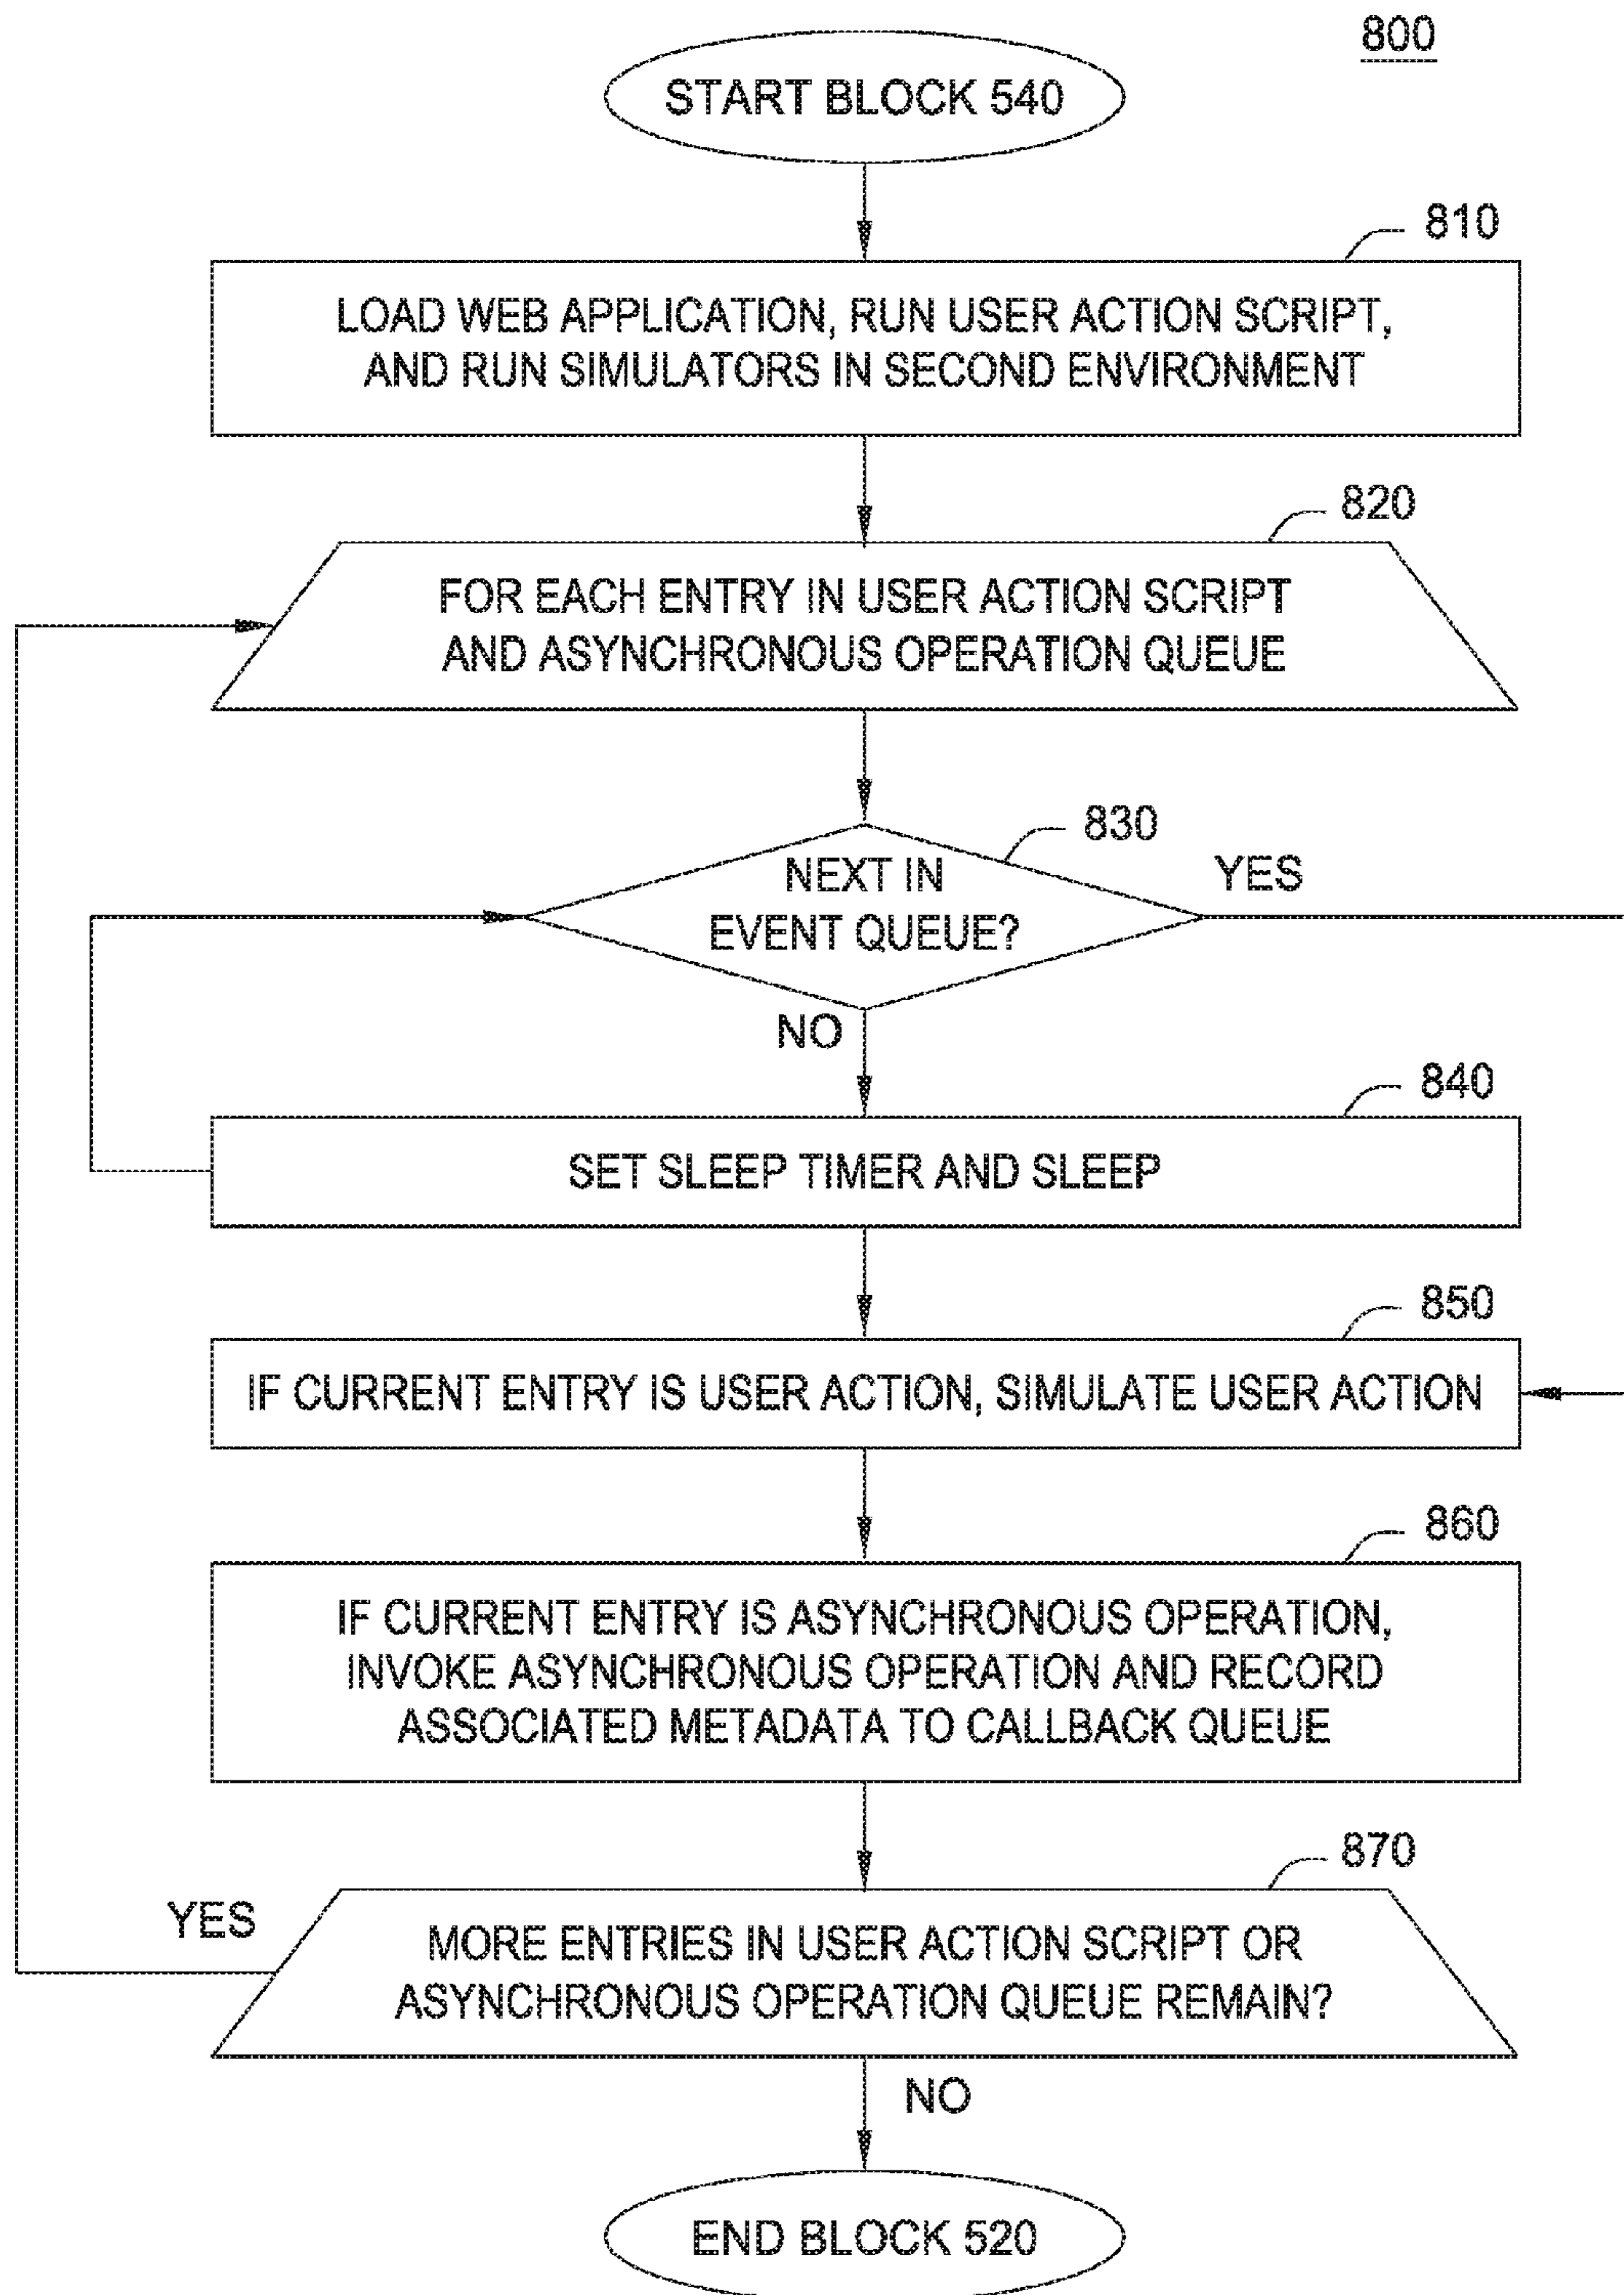 800
START BLOCK 540
810
LOAD WEB APPLICATION, RUN USER ACTION SCRIPT,
AND RUN SIMULATORS IN SECOND ENVIRONMENT
820
FOR EACH ENTRY IN USER ACTION SCRIPT
AND ASYNCHRONOUS OPERATION QUEUE
830
NEXT IN
EVENT QUEUE?
YES
NO
840
SET SLEEP TIMER AND SLEEP
850
IF CURRENT ENTRY IS USER ACTION, SIMULATE USER ACTION
860
IF CURRENT ENTRY IS ASYNCHRONOUS OPERATION,
INVOKE ASYNCHRONOUS OPERATION AND RECORD
ASSOCIATED METADATA TO CALLBACK QUEUE
870
YES
MORE ENTRIES IN USER ACTION SCRIPT OR
ASYNCHRONOUS OPERATION QUEUE REMAIN?
NO
END BLOCK 520